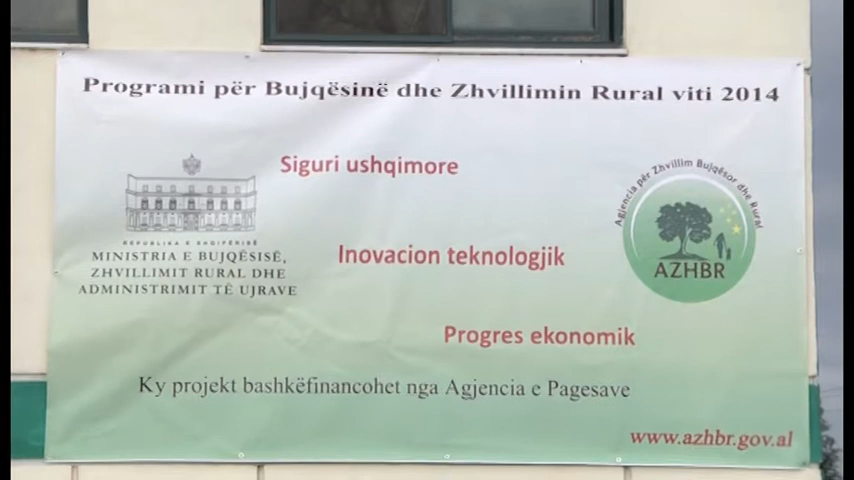 Programi për Bujqësinë dhe Zhvillimin Rural viti 2014
Siguri ushqimore
Agjencia për Zhvillim Bujqësor dhe Rural
REPUBLIKA E SHQIPËRISË
MINISTRIA E BUJQËSISË,
ZHVILLIMIT RURAL DHE
ADMINISTRIMIT TË UJRAVE
Inovacion teknologjik
AZHBR
Progres ekonomik
Ky projekt bashkëfinancohet nga Agjencia e Pagesave
www.azhbr.gov.al